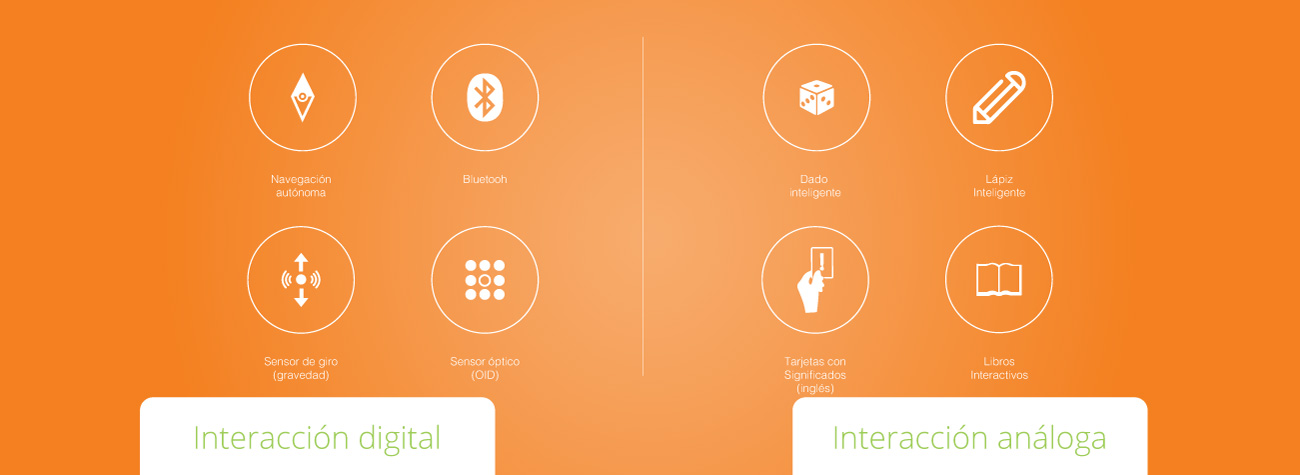 Navegación
autónoma
Bluetooh
Dado
inteligente
Lápiz
Inteligente
Sensor de giro
(gravedad)
Sensor óptico
(OID)
Tarjetas con
Significados
(inglés)
Libros
Interactivos
Interacción digital
Interacción análoga